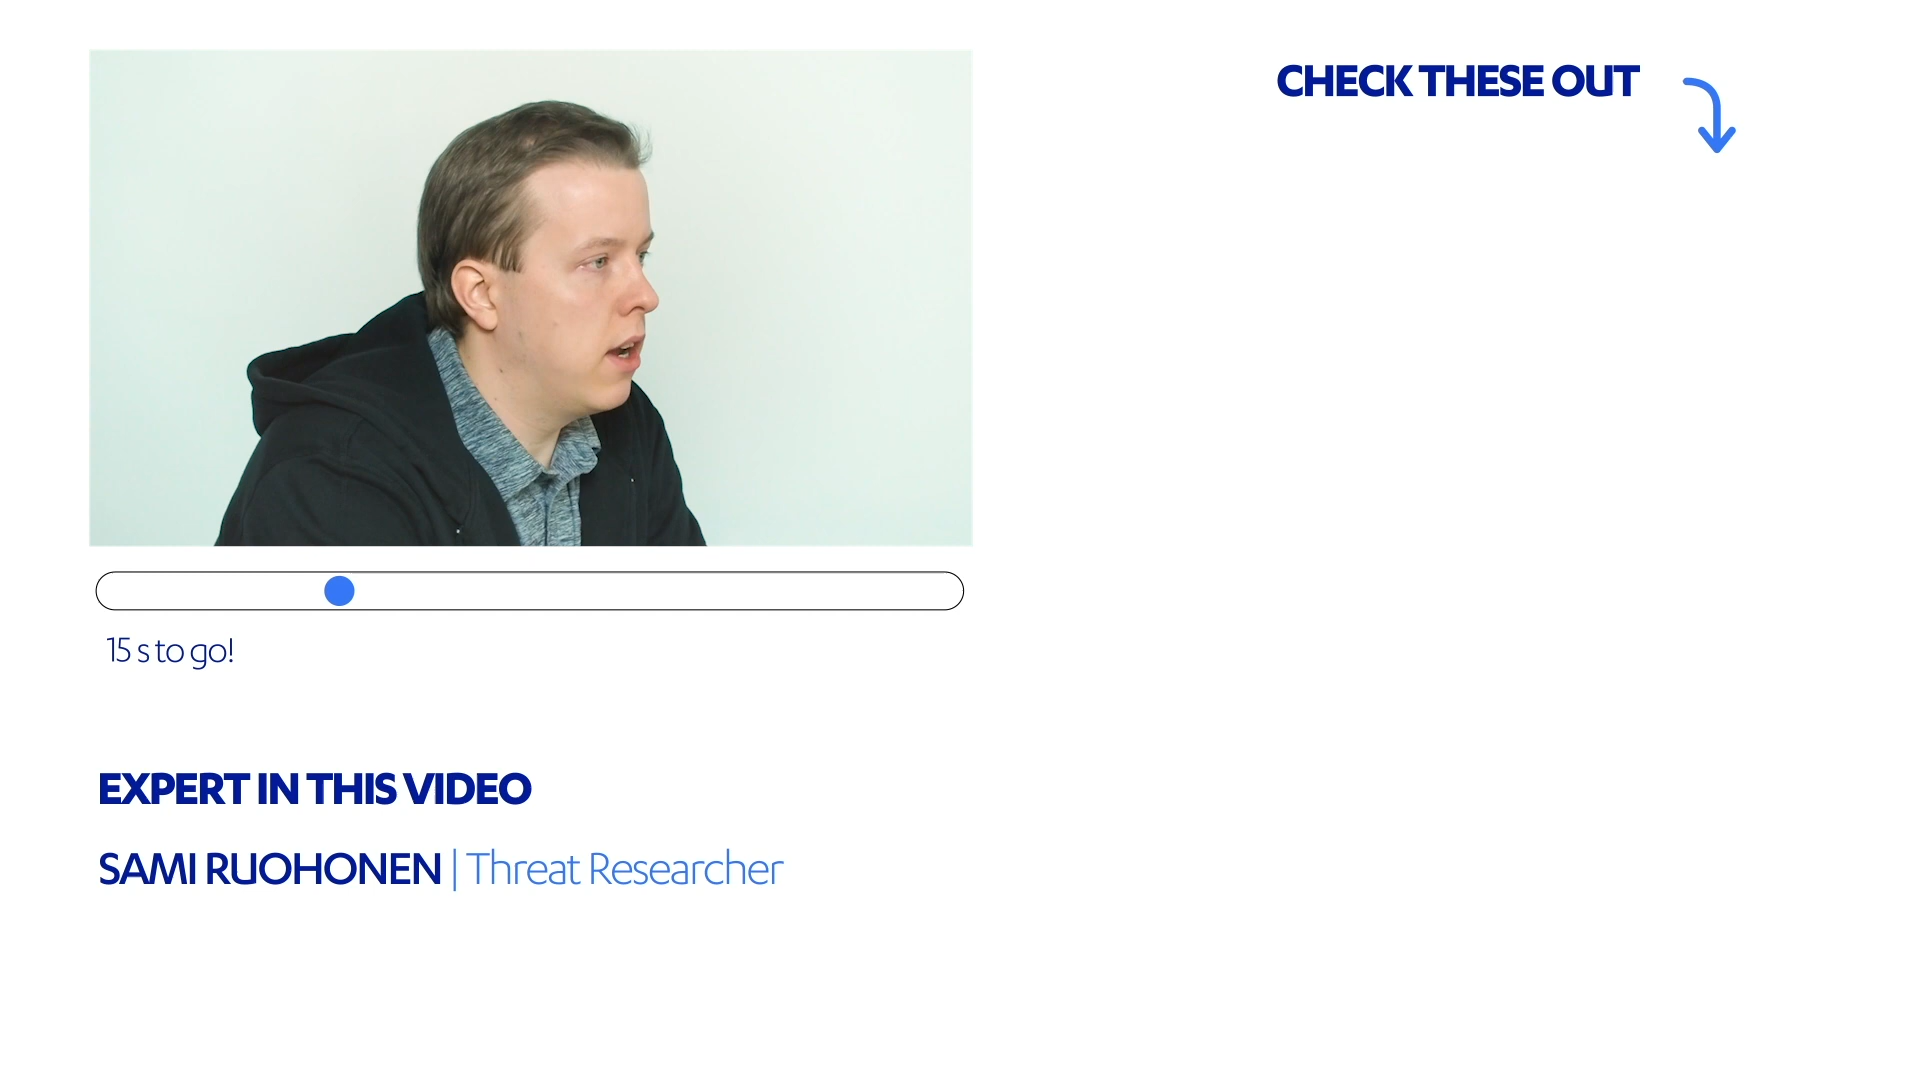 CHECK THESE OUT
15 s to go!
EXPERT IN THIS VIDEO
SAMI RUOHONEN | Threat Researcher